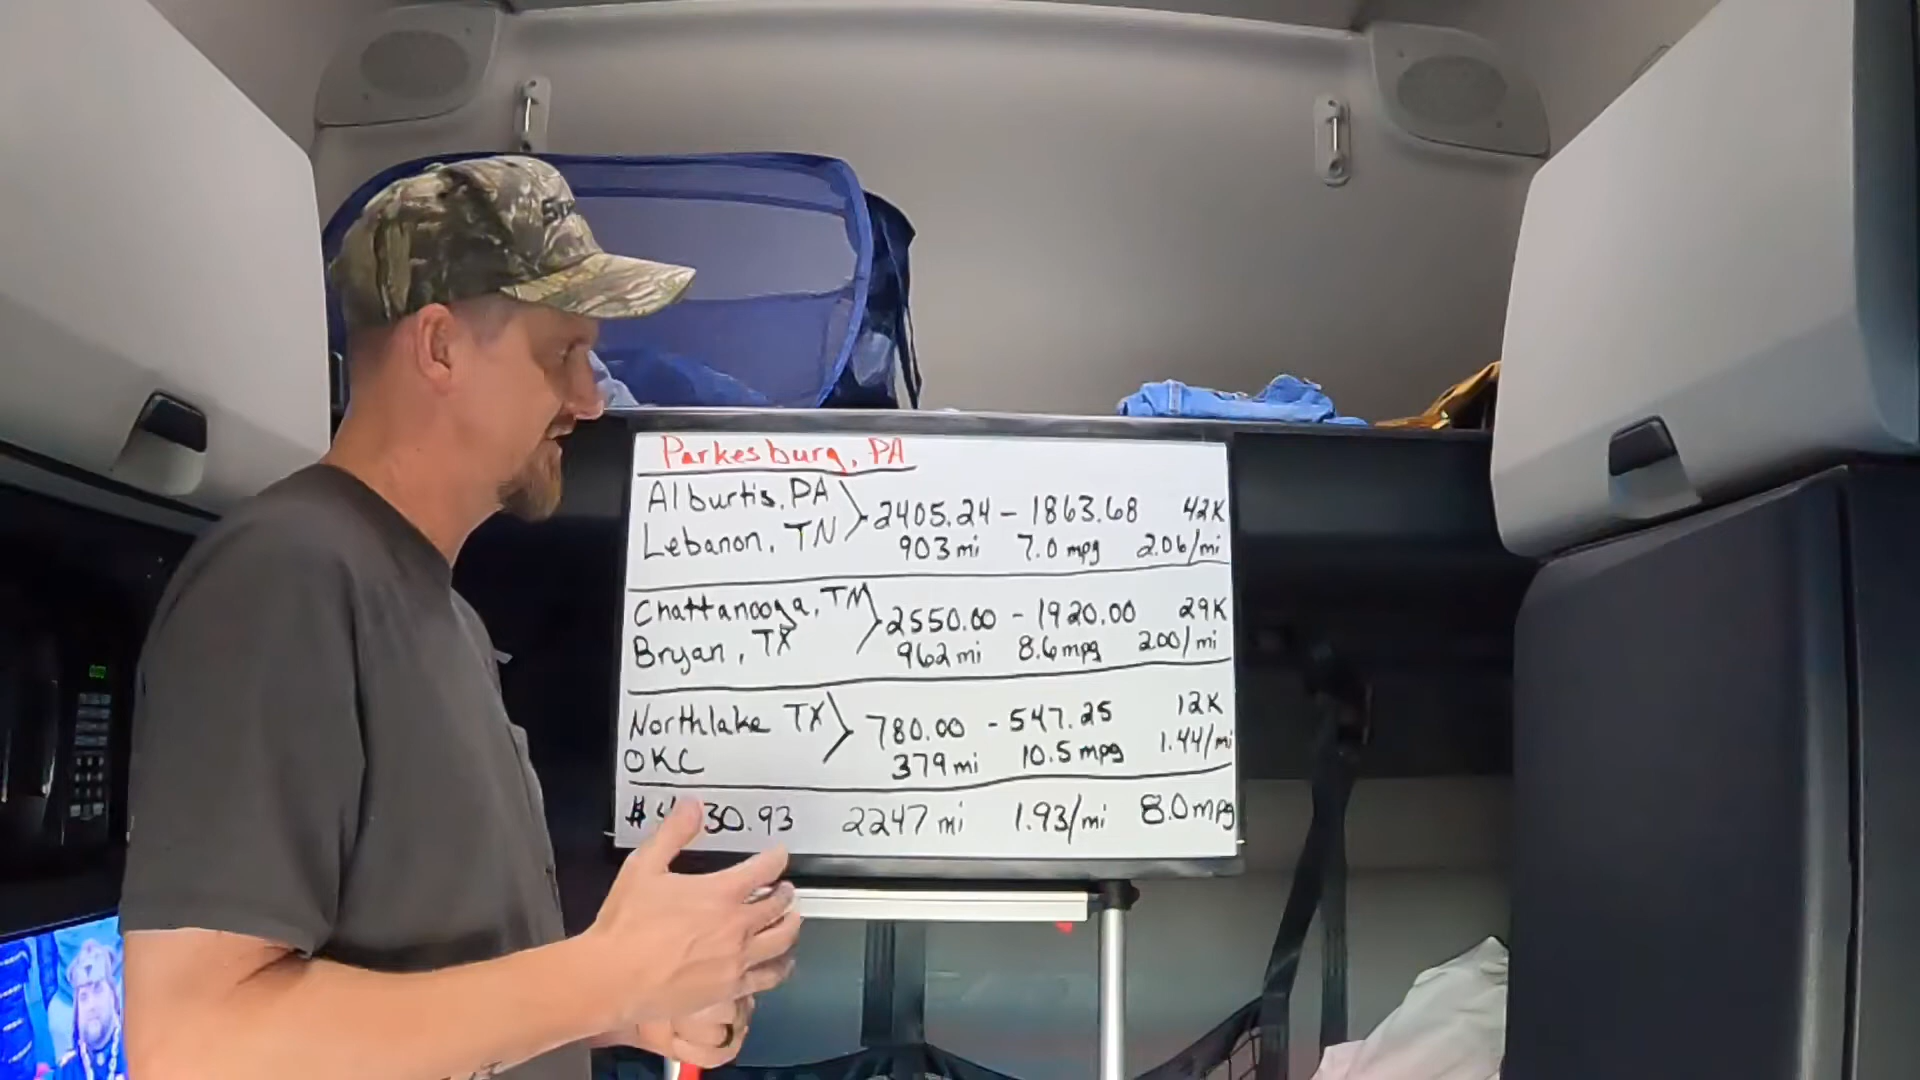 Parkesburg, PA
Alburtis, PA
Lebanon, TN
2405.24 - 1863.68 42K
903 mi 7.0 mpg 2.06/mi
Chattanooga, TN
Bryan, TX
2550.00 - 1920.00 29K
962 mi 8.6 mpg 2.00/mi
Northlake TX
OKC
780.00 - 547.25 12K
379 mi 10.5 mpg 1.44/mi
30.93 2247 mi 1.93/mi 8.0 mpg